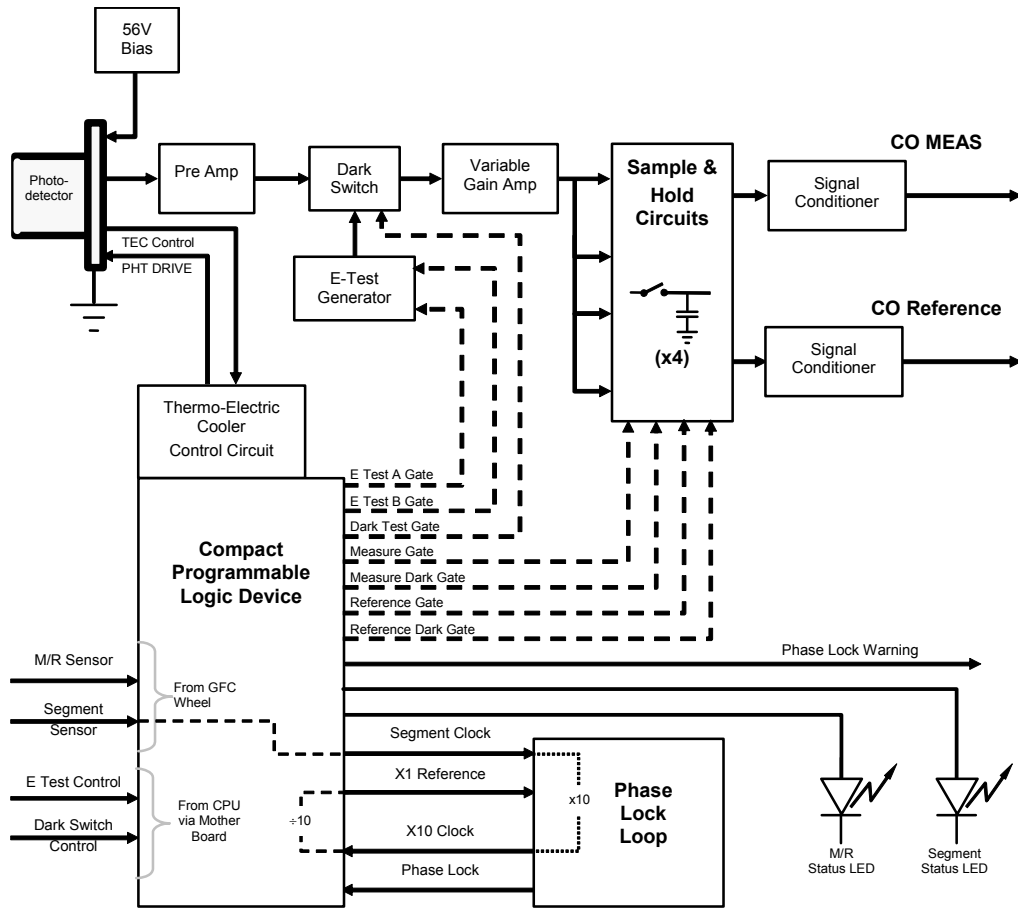 56V
Bias
CO MEAS
Photo-
detector
Pre Amp
Dark
Switch
Variable
Gain Amp
Sample &
Hold
Circuits
Signal
Conditioner
TEC Control
PHT DRIVE
E-Test
Generator
CO Reference
(x4)
Signal
Conditioner
Thermo-Electric
Cooler
Control Circuit
E Test A Gate
E Test B Gate
Dark Test Gate
Compact
Programmable
Logic Device
Measure Gate
Measure Dark Gate
Reference Gate
Reference Dark Gate
M/R Sensor
Phase Lock Warning
From GFC
Wheel
Segment
Sensor
Segment Clock
E Test Control
X1 Reference
x10
Phase
Lock
Loop
From CPU
via Mother
Board
÷10
Dark Switch
Control
X10 Clock
Phase Lock
M/R
Status LED
Segment
Status LED